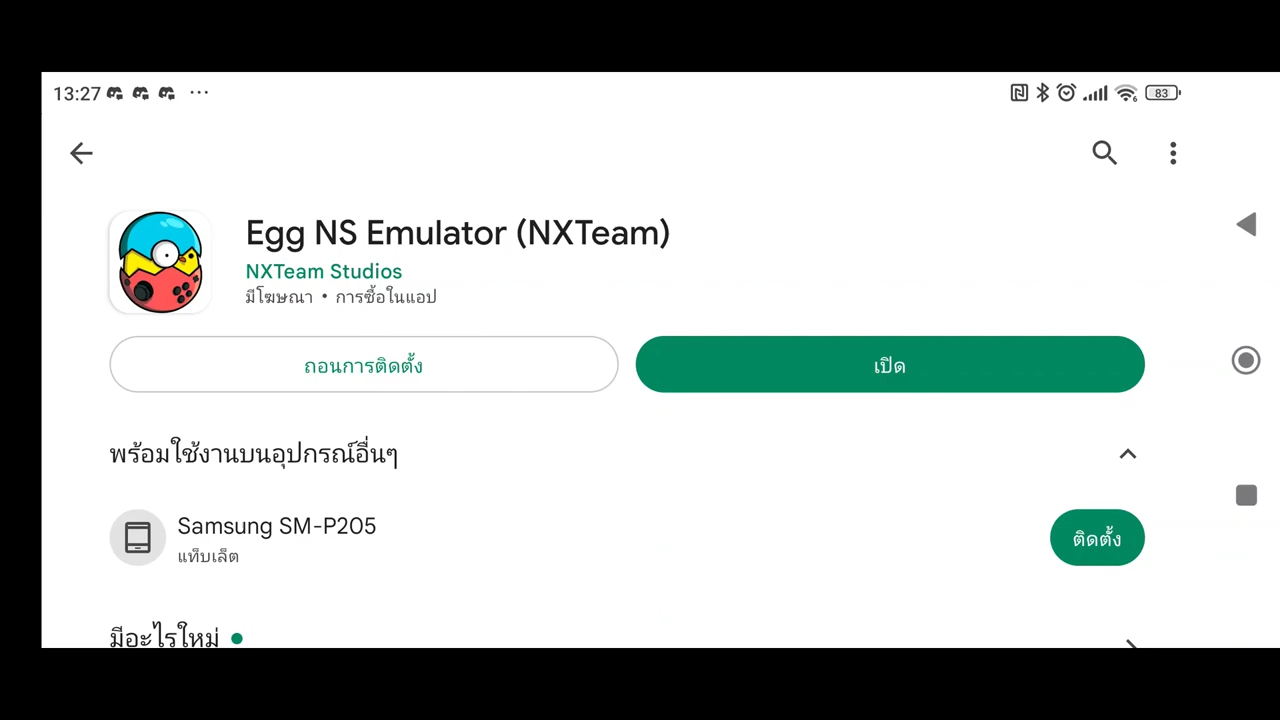 13:27 ...
83
Egg NS Emulator (NXTeam)
NXTeam Studios
มีโฆษณา • การซื้อในแอป
ถอนการติดตั้ง
เปิด
พร้อมใช้งานบนอุปกรณ์อื่นๆ
Samsung SM-P205
แท็บเล็ต
ติดตั้ง
มีอะไรใหม่